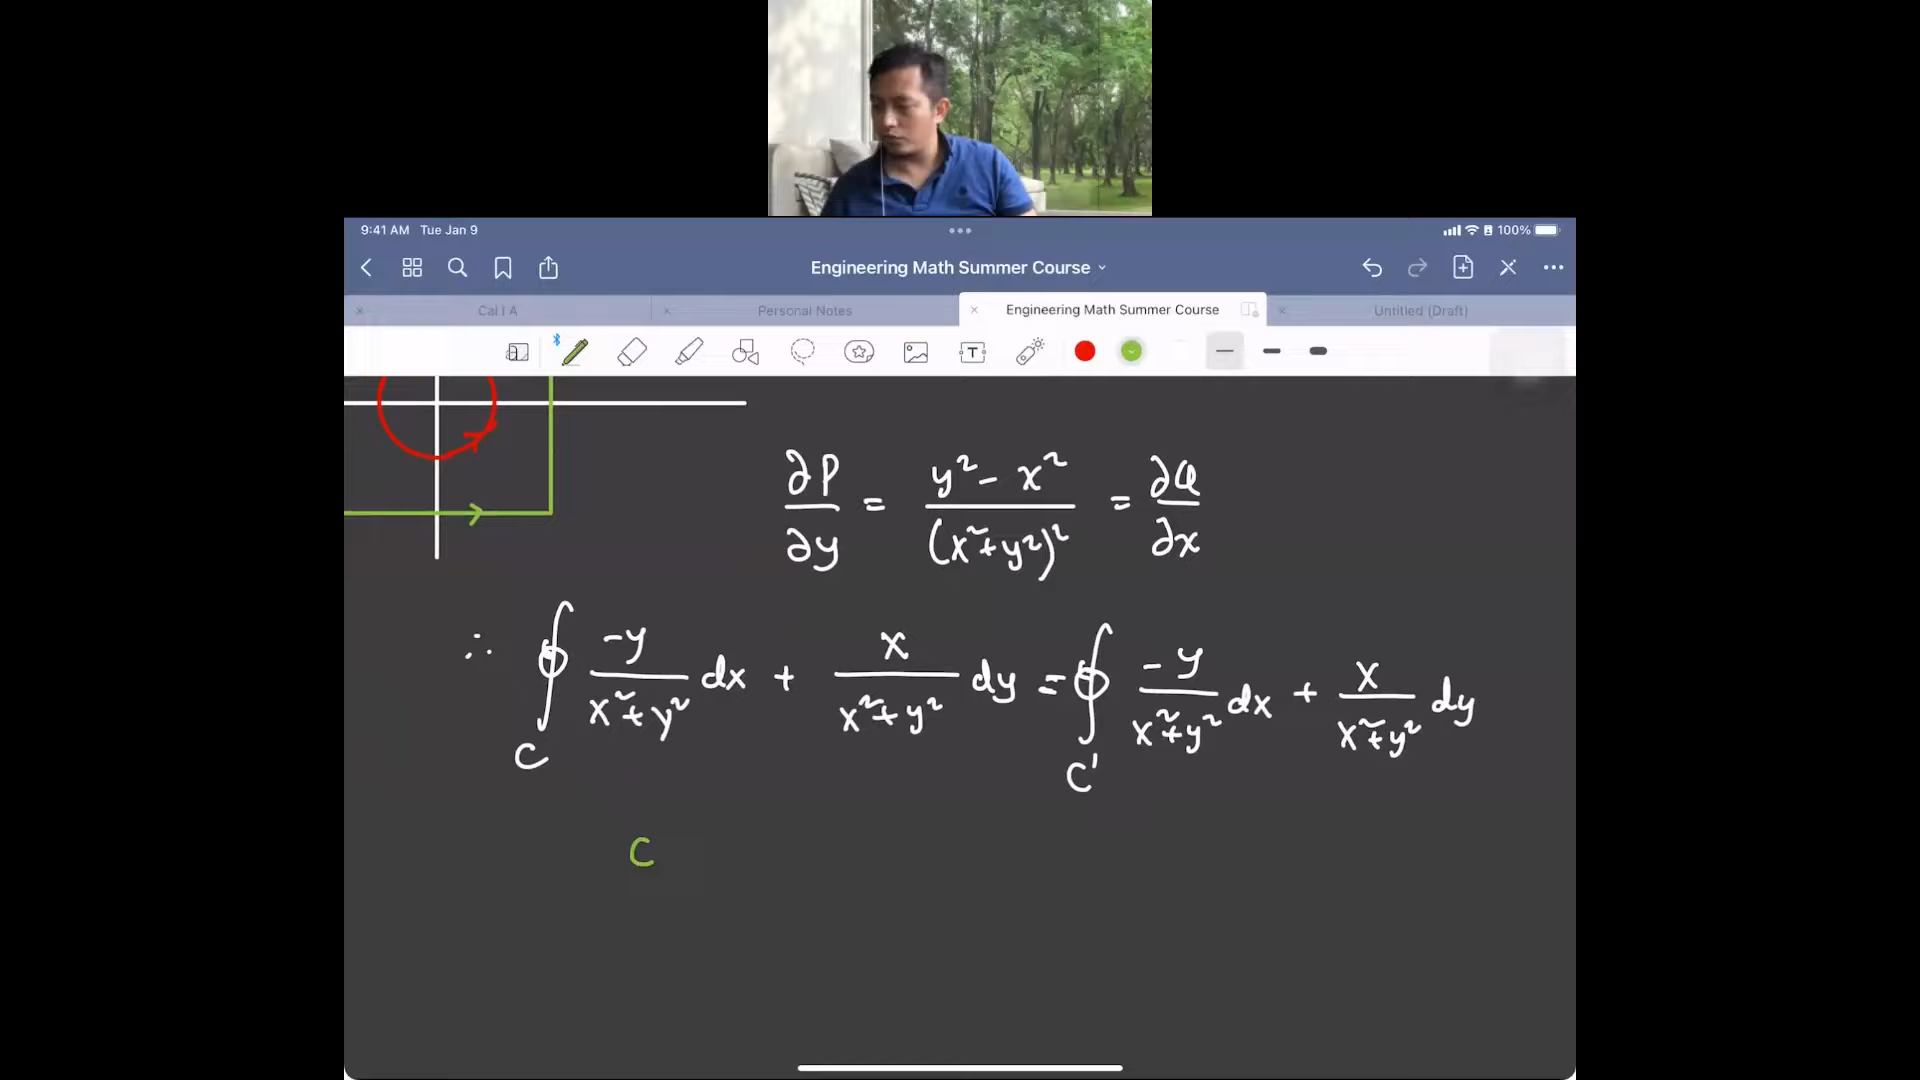 9:41 AM Tue Jan 9
100%
Engineering Math Summer Course
Cal I A
Personal Notes
Engineering Math Summer Course
Untitled (Draft)
T
∂P/∂y = (y² - x²)/(x²+y²)² = ∂Q/∂x
∴ ∮_C -y/(x²+y²) dx + x/(x²+y²) dy = ∮_C' -y/(x²+y²) dx + x/(x²+y²) dy
C